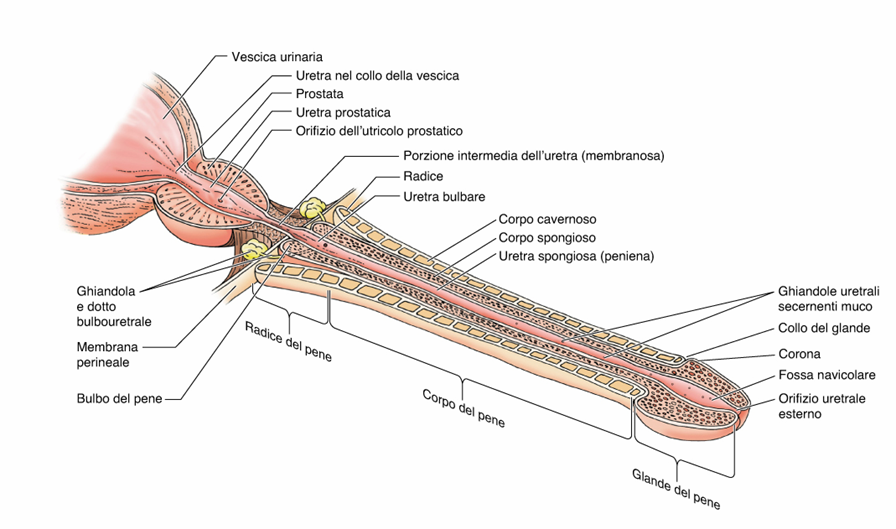 Vescica urinaria
Uretra nel collo della vescica
Prostata
Uretra prostatica
Orifizio dell'utricolo prostatico
Porzione intermedia dell'uretra (membranosa)
Radice
Uretra bulbare
Corpo cavernoso
Corpo spongioso
Uretra spongiosa (peniena)
Ghiandola
e dotto
bulbouretrale
Membrana
perineale
Bulbo del pene
Radice del pene
Corpo del pene
Glande del pene
Ghiandole uretrali
secernenti muco
Collo del glande
Corona
Fossa navicolare
Orifizio uretrale
esterno